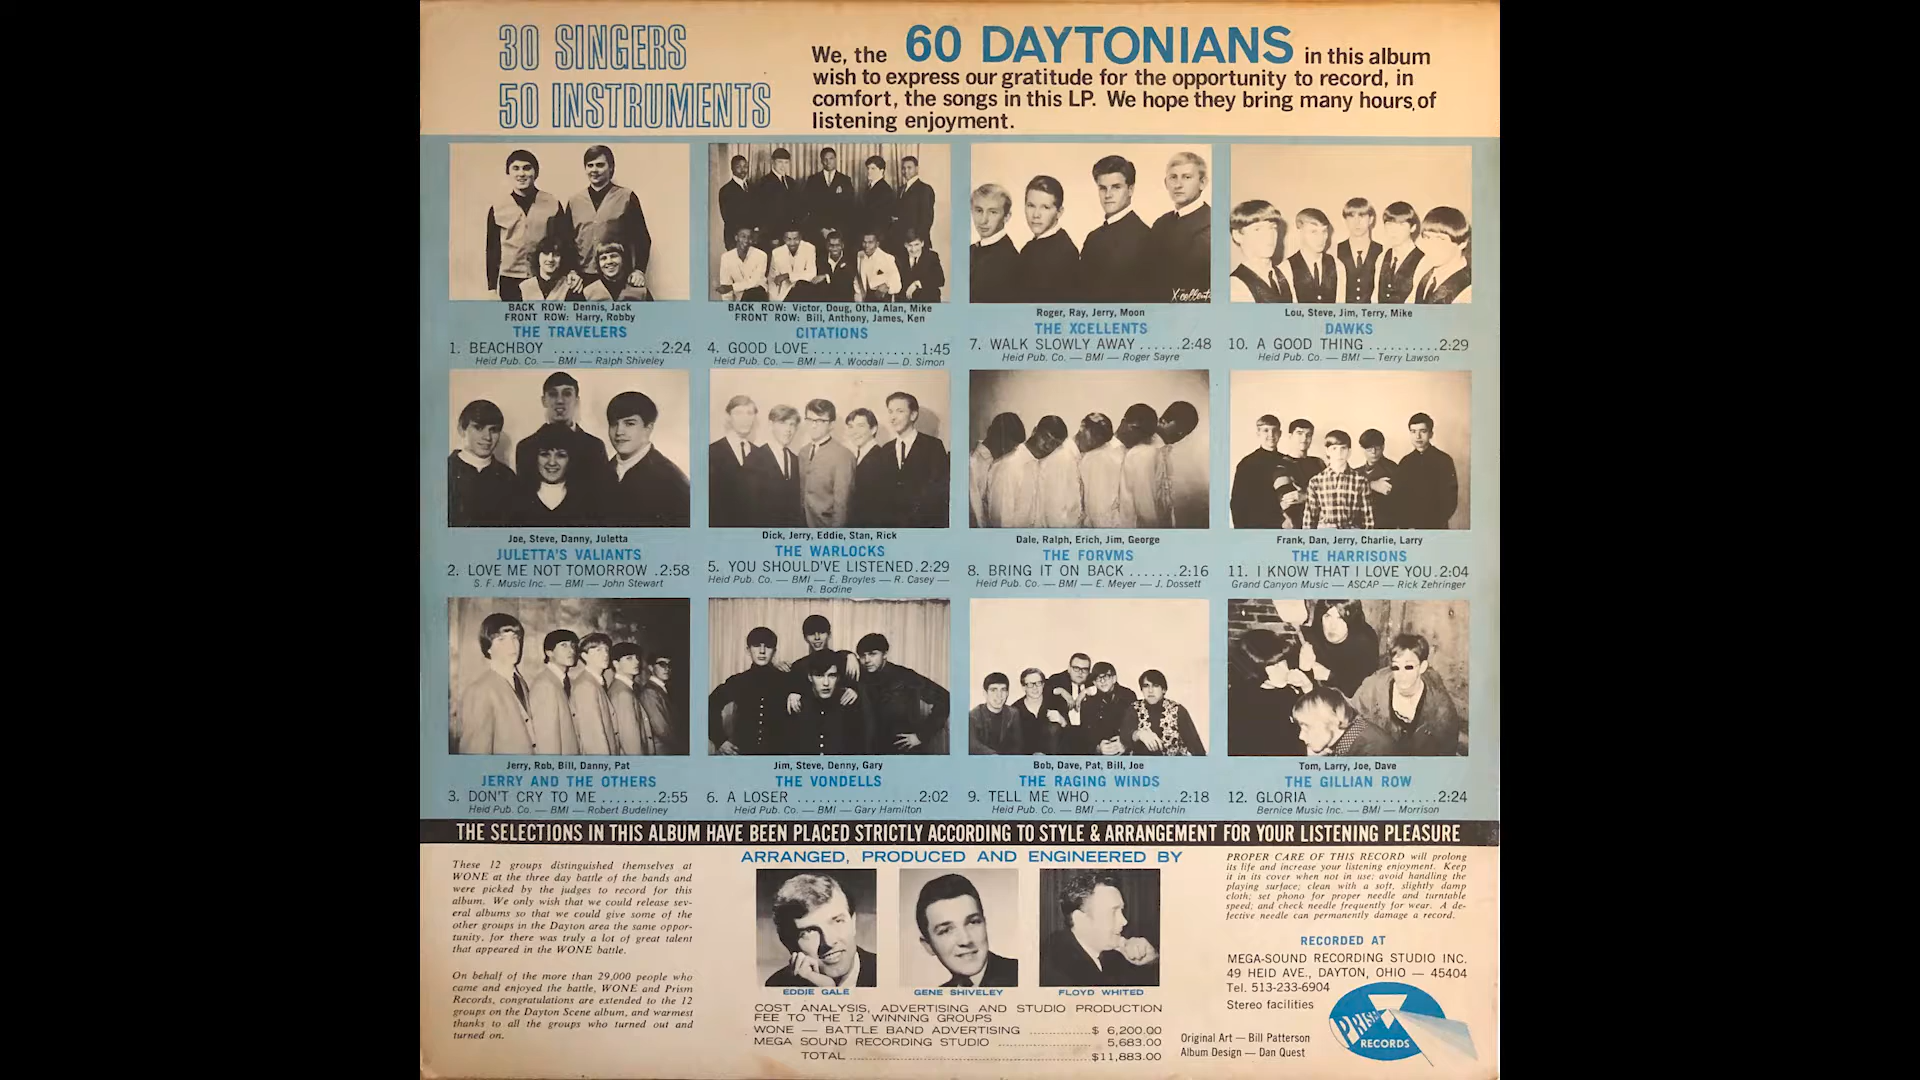 30 SINGERS
50 INSTRUMENTS
We, the 60 DAYTONIANS in this album
wish to express our gratitude for the opportunity to record, in
comfort, the songs in this LP. We hope they bring many hours of
listening enjoyment.
BACK ROW: Dennis, Jack
FRONT ROW: Harry, Robby
THE TRAVELERS
1. BEACHBOY ..............2:24
Heid Pub. Co. — BMI — Ralph Shiveley
BACK ROW: Victor, Doug, Otha, Alan, Mike
FRONT ROW: Bill, Anthony, James, Ken
CITATIONS
4. GOOD LOVE ..............1:45
Heid Pub. Co. — BMI — A. Woodall — D. Simon
X-cellents
Roger, Ray, Jerry, Moon
THE XCELLENTS
7. WALK SLOWLY AWAY ......2:48
Heid Pub. Co. — BMI — Roger Sayre
Lou, Steve, Jim, Terry, Mike
DAWKS
10. A GOOD THING ..........2:29
Heid Pub. Co. — BMI — Terry Lawson
Joe, Steve, Danny, Juletta
JULETTA'S VALIANTS
2. LOVE ME NOT TOMORROW .2:58
S. F. Music Inc. — BMI — John Stewart
Dick, Jerry, Eddie, Stan, Rick
THE WARLOCKS
5. YOU SHOULD'VE LISTENED.2:29
Heid Pub. Co. — BMI — E. Broyles — R. Casey —
R. Bodine
Dale, Ralph, Erich, Jim, George
THE FORVMS
8. BRING IT ON BACK .......2:16
Heid Pub. Co. — BMI — E. Meyer — J. Dossett
Frank, Dan, Jerry, Charlie, Larry
THE HARRISONS
11. I KNOW THAT I LOVE YOU.2:04
Grand Canyon Music — ASCAP — Rick Zehringer
Jerry, Rob, Bill, Danny, Pat
JERRY AND THE OTHERS
3. DON'T CRY TO ME ........2:55
Heid Pub. Co. — BMI — Robert Budeliney
Jim, Steve, Denny, Gary
THE VONDELLS
6. A LOSER ................2:02
Heid Pub. Co. — BMI — Gary Hamilton
Bob, Dave, Pat, Bill, Joe
THE RAGING WINDS
9. TELL ME WHO ............2:18
Heid Pub. Co. — BMI — Patrick Hutchin
Tom, Larry, Joe, Dave
THE GILLIAN ROW
12. GLORIA ................2:24
Bernice Music Inc. — BMI — Morrison
THE SELECTIONS IN THIS ALBUM HAVE BEEN PLACED STRICTLY ACCORDING TO STYLE & ARRANGEMENT FOR YOUR LISTENING PLEASURE
These 12 groups distinguished themselves at
WONE at the three day battle of the bands and
were picked by the judges to record for this
album. We only wish that we could release sev-
eral albums so that we could give some of the
other groups in the Dayton area the same oppor-
tunity, for there was truly a lot of great talent
that appeared in the WONE battle.
On behalf of the more than 29,000 people who
came and enjoyed the battle, WONE and Prism
Records, congratulations are extended to the 12
groups on the Dayton Scene album, and warmest
thanks to all the groups who turned out and
turned on.
ARRANGED, PRODUCED AND ENGINEERED BY
EDDIE GALE
GENE SHIVELEY
FLOYD WHITED
COST ANALYSIS, ADVERTISING AND STUDIO PRODUCTION
FEE TO THE 12 WINNING GROUPS
WONE — BATTLE BAND ADVERTISING ................ $ 6,200.00
MEGA SOUND RECORDING STUDIO ................ 5,683.00
TOTAL ................ $11,883.00
PROPER CARE OF THIS RECORD will prolong
its life and increase your listening enjoyment. Keep
it in its cover when not in use; avoid handling the
playing surface; clean with a soft, slightly damp
cloth; set phono for proper needle and turntable
speed; and check needle frequently for wear. A de-
fective needle can permanently damage a record.
RECORDED AT
MEGA-SOUND RECORDING STUDIO INC.
49 HEID AVE., DAYTON, OHIO — 45404
Tel. 513-233-6904
Stereo facilities
Original Art — Bill Patterson
Album Design — Dan Quest
PRISM
RECORDS